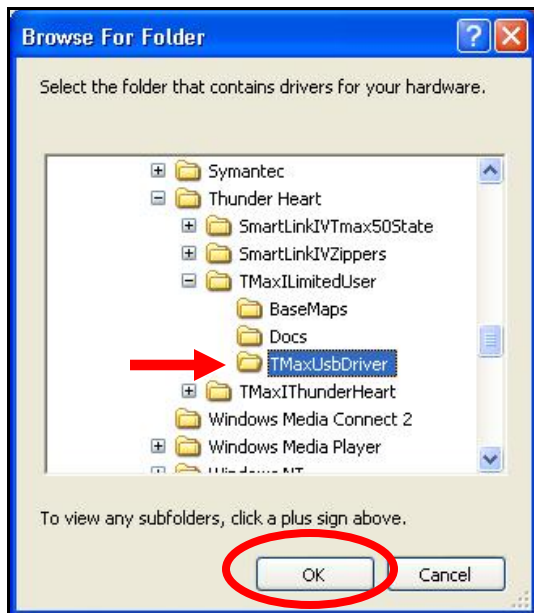 Browse For Folder
Select the folder that contains drivers for your hardware.
Symantec
Thunder Heart
SmartLinkIVTmax50State
SmartLinkIVZippers
TMaxILimitedUser
BaseMaps
Docs
TMaxUsbDriver
TMaxIThunderHeart
Windows Media Connect 2
Windows Media Player
Windows NT
To view any subfolders, click a plus sign above.
OK Cancel